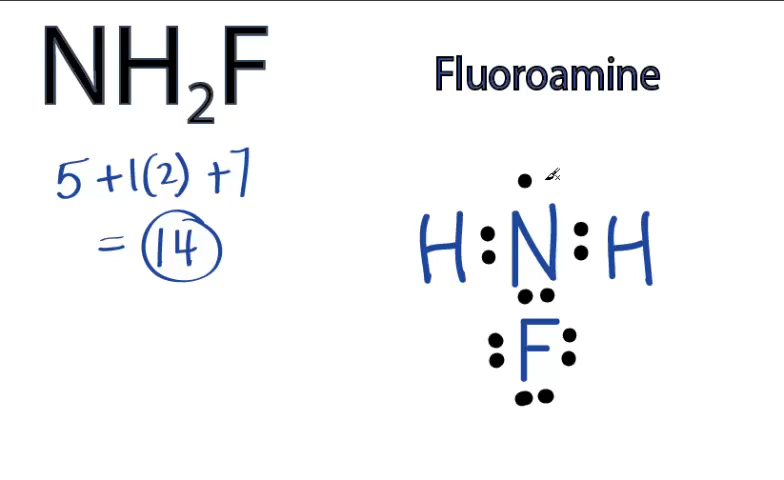 NH₂F
Fluoroamine
5 + 1(2) + 7
= 14
H : N : H
F